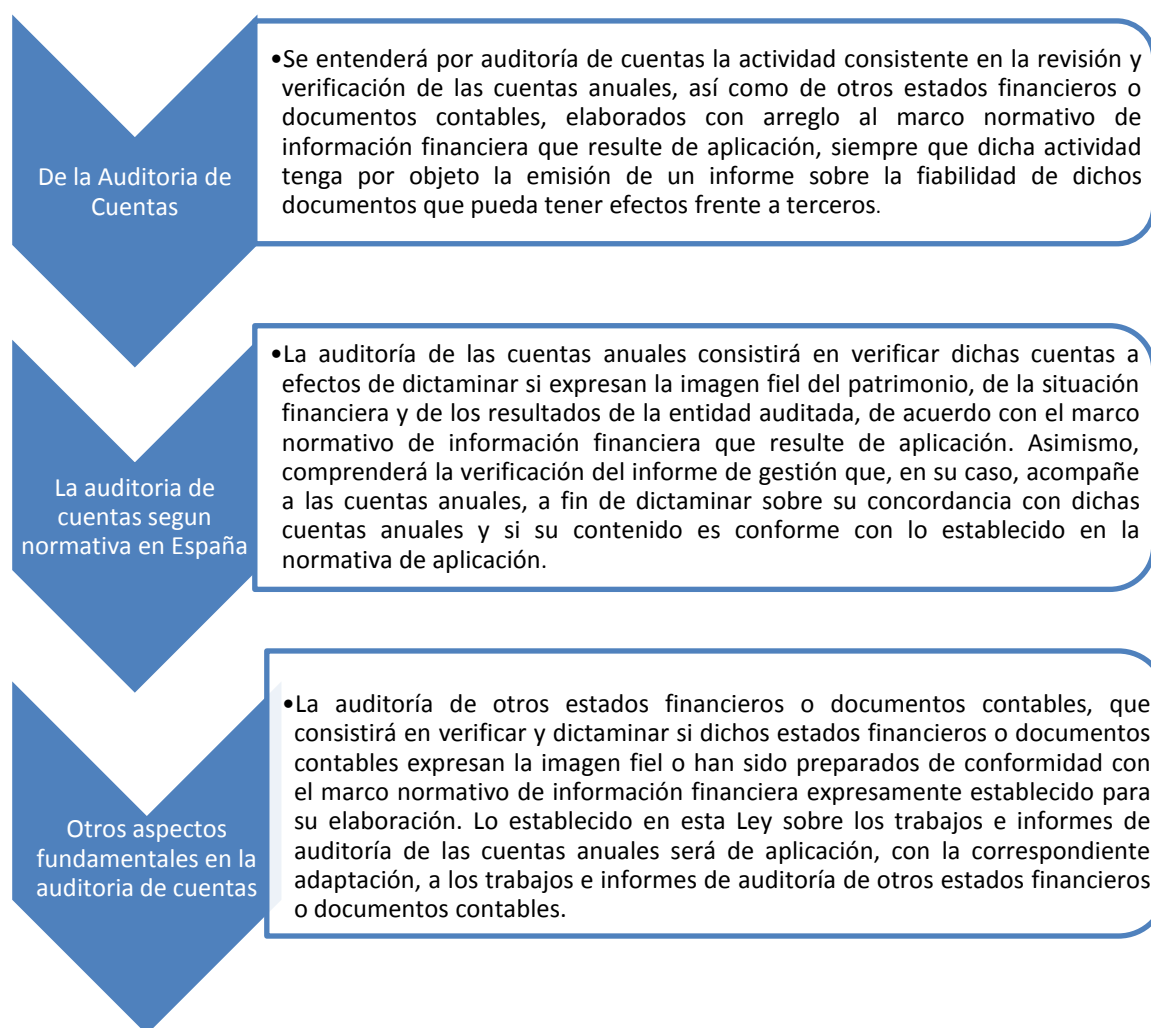 De la Auditoria de
Cuentas
•Se entenderá por auditoría de cuentas la actividad consistente en la revisión y
verificación de las cuentas anuales, así como de otros estados financieros o
documentos contables, elaborados con arreglo al marco normativo de
información financiera que resulte de aplicación, siempre que dicha actividad
tenga por objeto la emisión de un informe sobre la fiabilidad de dichos
documentos que pueda tener efectos frente a terceros.
La auditoria de
cuentas segun
normativa en España
•La auditoría de las cuentas anuales consistirá en verificar dichas cuentas a
efectos de dictaminar si expresan la imagen fiel del patrimonio, de la situación
financiera y de los resultados de la entidad auditada, de acuerdo con el marco
normativo de información financiera que resulte de aplicación. Asimismo,
comprenderá la verificación del informe de gestión que, en su caso, acompañe
a las cuentas anuales, a fin de dictaminar sobre su concordancia con dichas
cuentas anuales y si su contenido es conforme con lo establecido en la
normativa de aplicación.
Otros aspectos
fundamentales en la
auditoria de cuentas
•La auditoría de otros estados financieros o documentos contables, que
consistirá en verificar y dictaminar si dichos estados financieros o documentos
contables expresan la imagen fiel o han sido preparados de conformidad con
el marco normativo de información financiera expresamente establecido para
su elaboración. Lo establecido en esta Ley sobre los trabajos e informes de
auditoría de las cuentas anuales será de aplicación, con la correspondiente
adaptación, a los trabajos e informes de auditoría de otros estados financieros
o documentos contables.